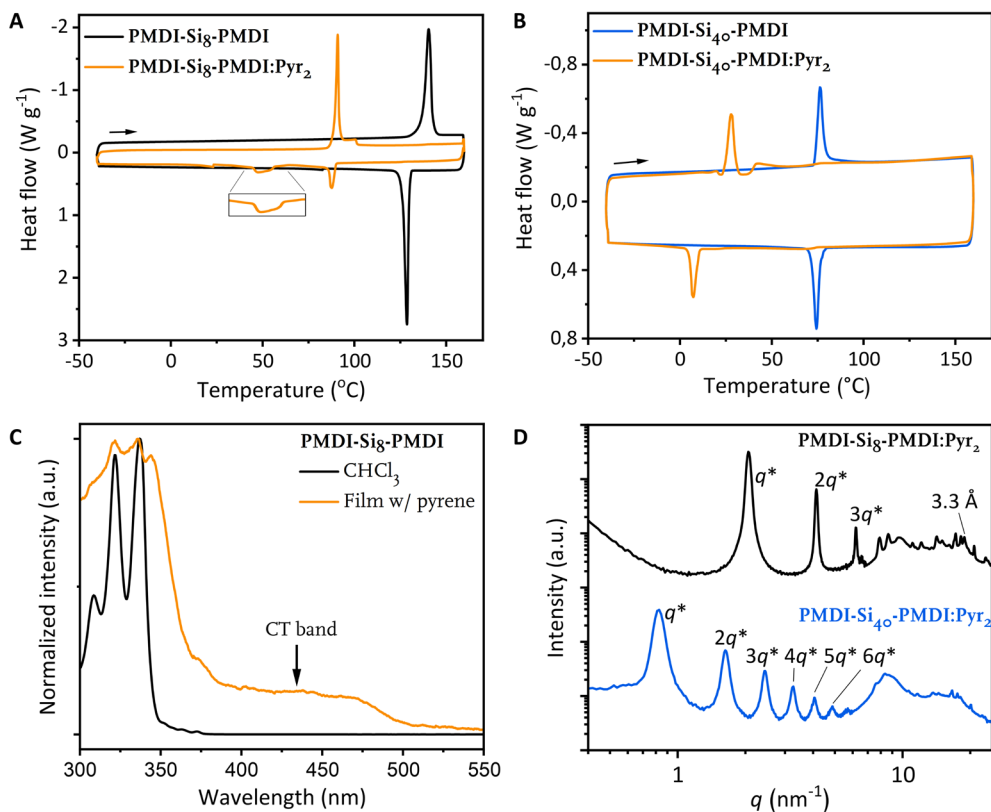 A
PMDI-Si₈-PMDI
PMDI-Si₈-PMDI:Pyr₂
-2
-1
0
1
2
3
Heat flow (W g⁻¹)
-50 0 50 100 150
Temperature (°C)
B
PMDI-Si₄₀-PMDI
PMDI-Si₄₀-PMDI:Pyr₂
-0,8
-0,4
0,0
0,4
0,8
Heat flow (W g⁻¹)
-50 0 50 100 150
Temperature (°C)
C
PMDI-Si₈-PMDI
CHCl₃
Film w/ pyrene
CT band
Normalized intensity (a.u.)
300 350 400 450 500 550
Wavelength (nm)
D
PMDI-Si₈-PMDI:Pyr₂
q*
2q*
3q*
3.3 Å
PMDI-Si₄₀-PMDI:Pyr₂
q*
2q*
3q*
4q*
5q*
6q*
Intensity (a.u.)
1 10
q (nm⁻¹)